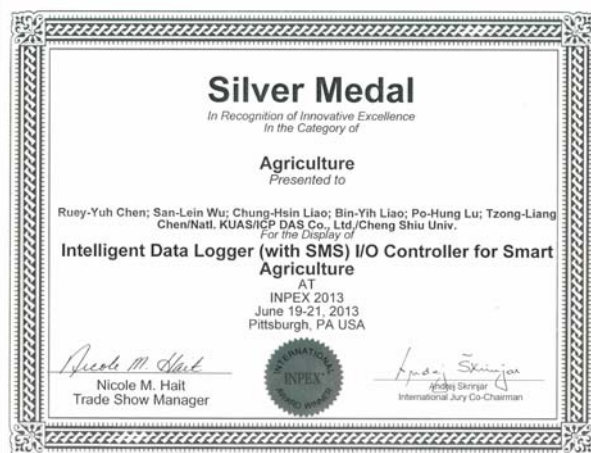 Silver Medal
In Recognition of Innovative Excellence
In the Category of
Agriculture
Presented to
Ruey-Yuh Chen; San-Lein Wu; Chung-Hsin Liao; Bin-Yih Liao; Po-Hung Lu; Tzong-Liang
Chen/Natl. KUAS/ICP DAS Co., Ltd./Cheng Shiu Univ.
For the Display of
Intelligent Data Logger (with SMS) I/O Controller for Smart
Agriculture
AT
INPEX 2013
June 19-21, 2013
Pittsburgh, PA USA
Nicole M. Hait
Nicole M. Hait
Trade Show Manager
INTERNATIONAL
INPEX
AWARD WINNER
Andrej Škrinjar
Andrej Skrinjar
International Jury Co-Chairman